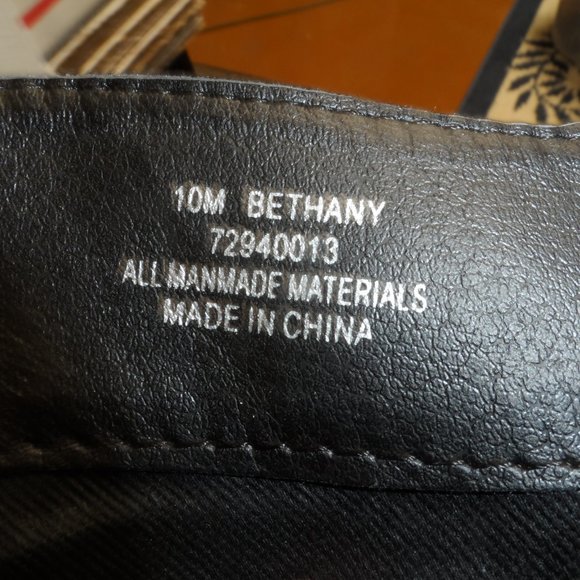 10M BETHANY
72940013
ALL MANMADE MATERIALS
MADE IN CHINA